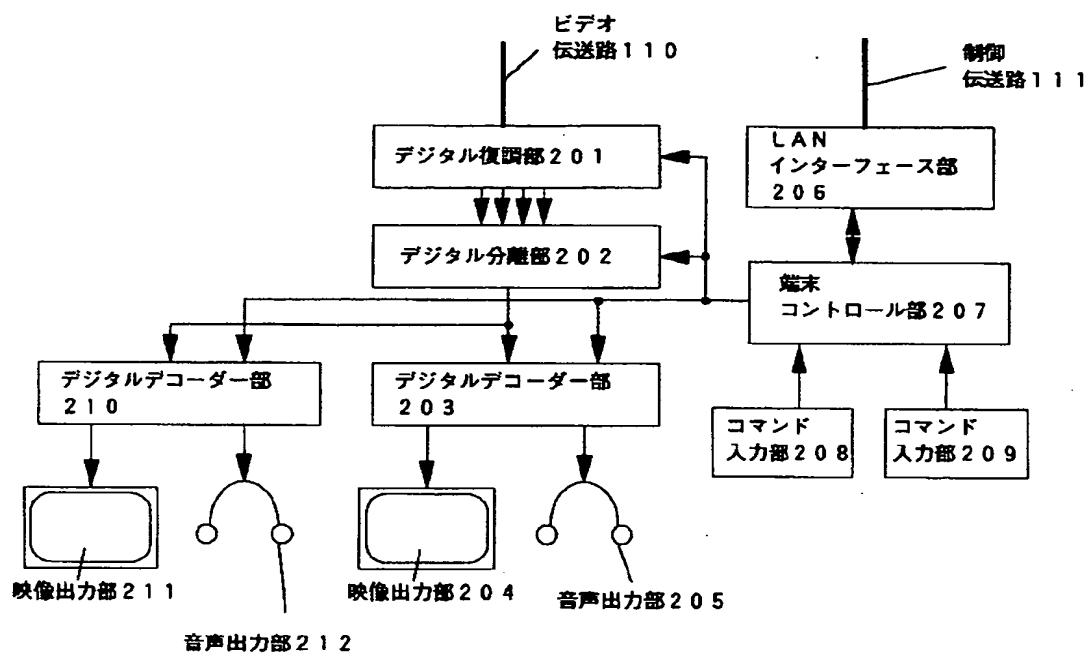 ビデオ
伝送路110
制御
伝送路111
デジタル復調部201
LAN
インターフェース部
206
デジタル分離部202
端末
コントロール部207
デジタルデコーダー部
210
デジタルデコーダー部
203
コマンド
入力部208
コマンド
入力部209
映像出力部211
映像出力部204
音声出力部205
音声出力部212